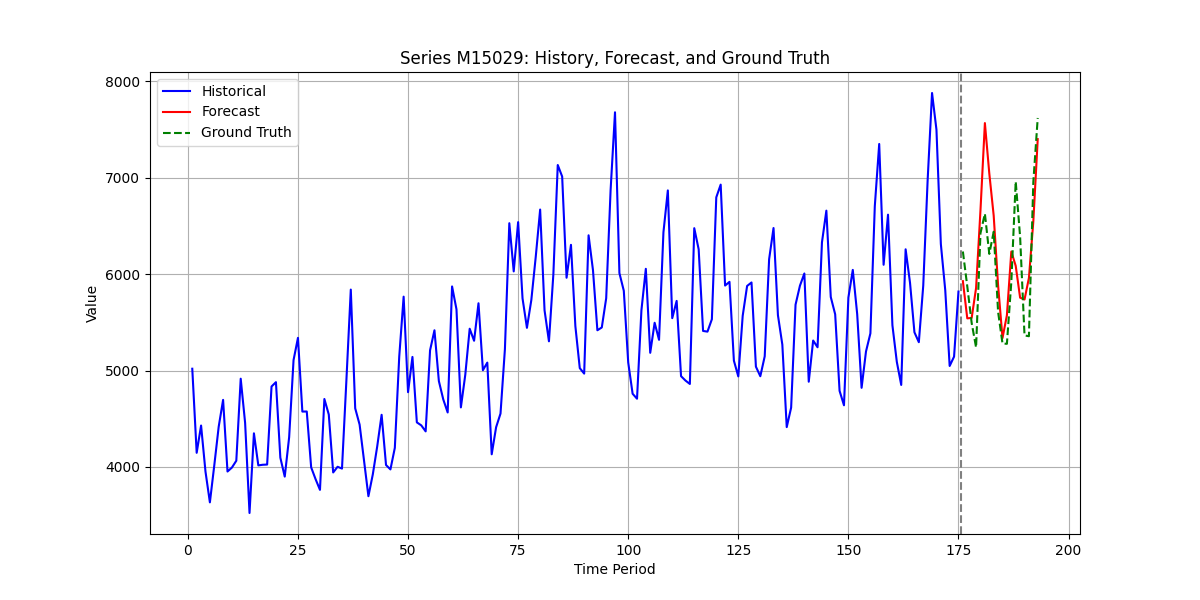 Series M15029: History, Forecast, and Ground Truth
Historical
Forecast
Ground Truth
8000
7000
6000
5000
4000
Value
0 25 50 75 100 125 150 175 200
Time Period